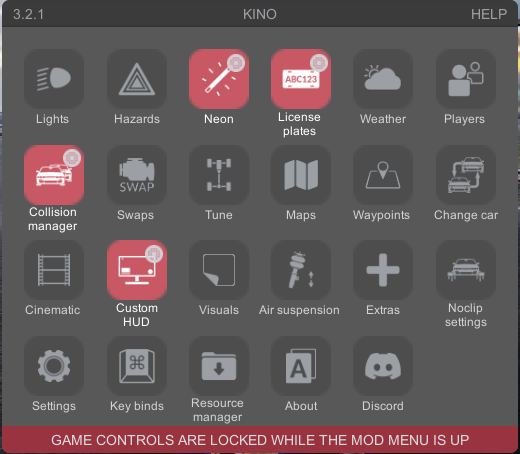 3.2.1 KINO HELP
ABC123
Lights Hazards Neon License plates Weather Players
SWAP
Collision manager Swaps Tune Maps Waypoints Change car
Cinematic Custom HUD Visuals Air suspension Extras Noclip settings
A
Settings Key binds Resource manager About Discord
GAME CONTROLS ARE LOCKED WHILE THE MOD MENU IS UP